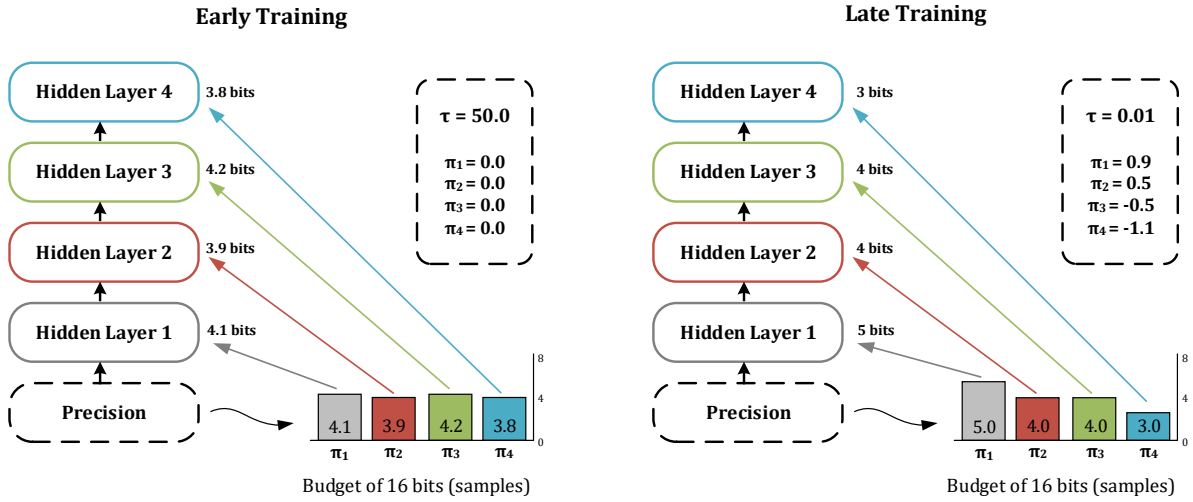 Early Training
Hidden Layer 4
3.8 bits
Hidden Layer 3
4.2 bits
Hidden Layer 2
3.9 bits
Hidden Layer 1
4.1 bits
Precision
τ = 50.0
π₁ = 0.0
π₂ = 0.0
π₃ = 0.0
π₄ = 0.0
8
4
0
4.1 3.9 4.2 3.8
π₁ π₂ π₃ π₄
Budget of 16 bits (samples)
Late Training
Hidden Layer 4
3 bits
Hidden Layer 3
4 bits
Hidden Layer 2
4 bits
Hidden Layer 1
5 bits
Precision
τ = 0.01
π₁ = 0.9
π₂ = 0.5
π₃ = -0.5
π₄ = -1.1
8
4
0
5.0 4.0 4.0 3.0
π₁ π₂ π₃ π₄
Budget of 16 bits (samples)